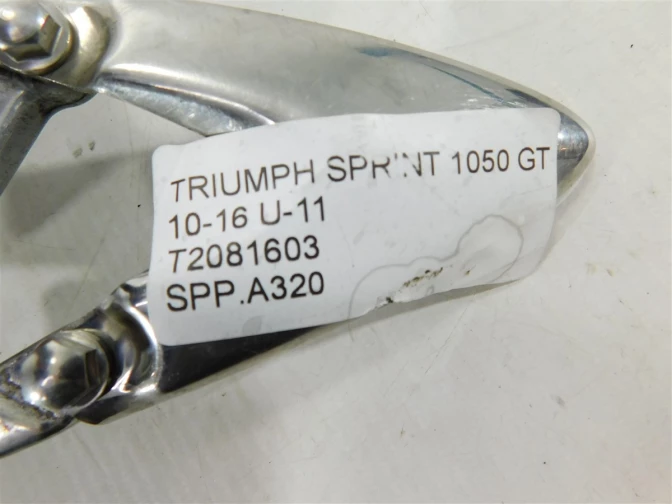 TRIUMPH SPRINT 1050 GT
10-16 U-11
T2081603
SPP.A320